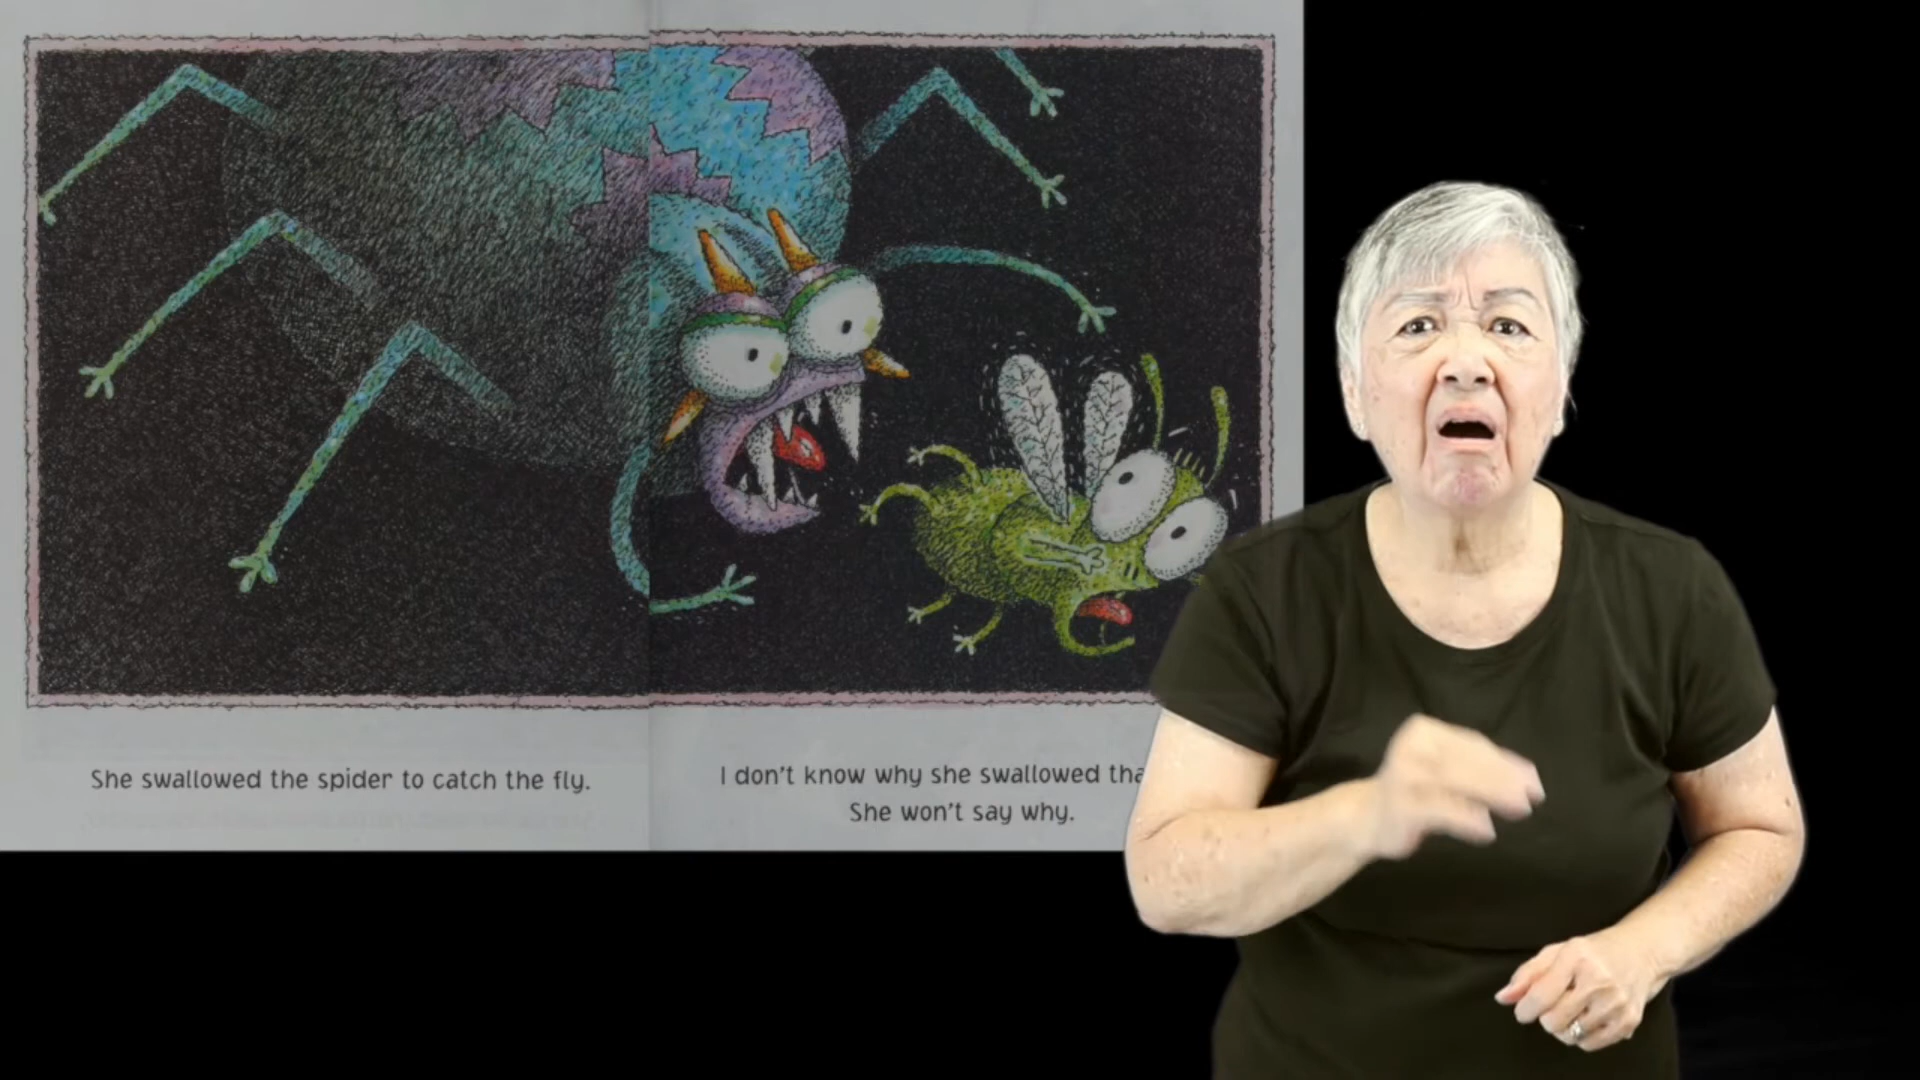 She swallowed the spider to catch the fly.
I don't know why she swallowed
She won't say why.